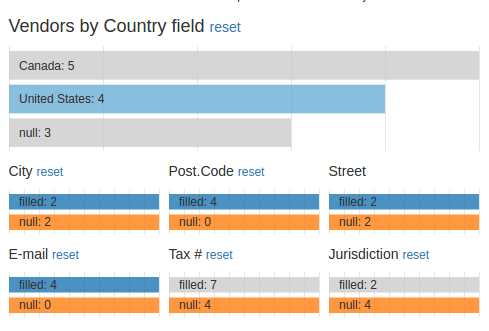 Vendors by Country field reset
Canada: 5
United States: 4
null: 3
City reset
Post.Code reset
Street
filled: 2
filled: 4
filled: 2
null: 2
null: 0
null: 2
E-mail reset
Tax # reset
Jurisdiction reset
filled: 4
filled: 7
filled: 2
null: 0
null: 4
null: 4